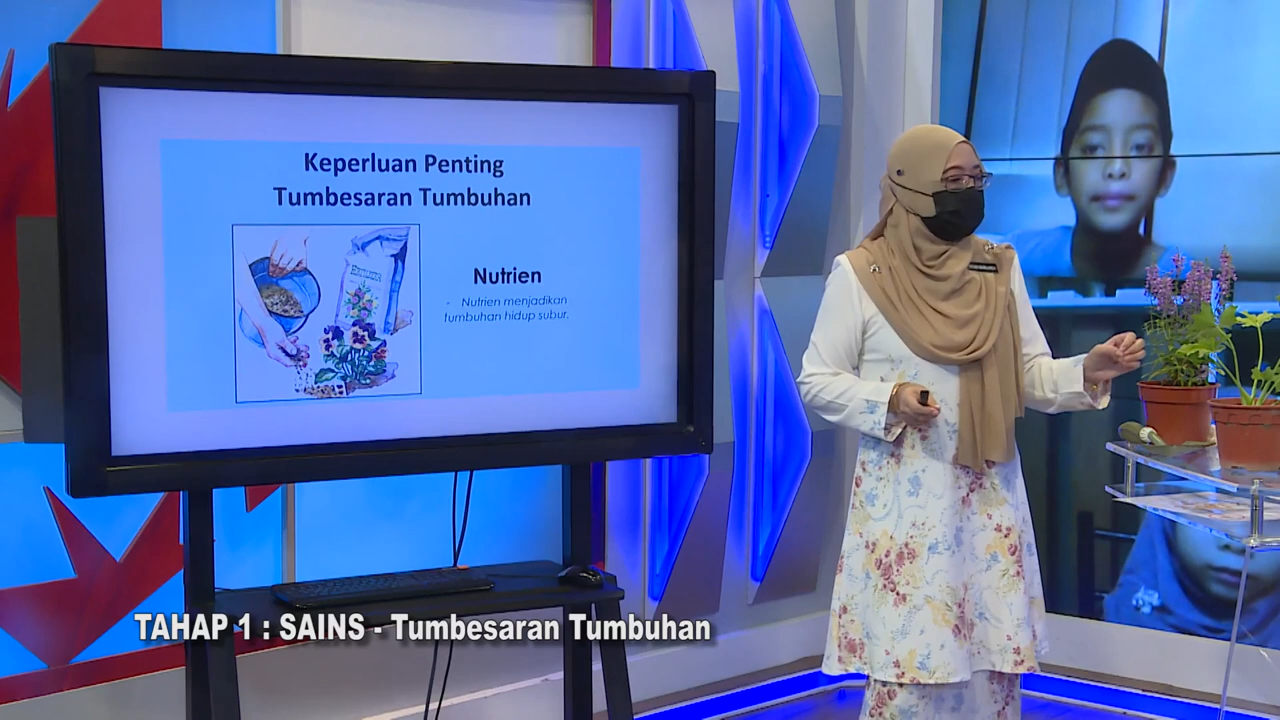 Keperluan Penting
Tumbesaran Tumbuhan
Nutrien
- Nutrien menjadikan
tumbuhan hidup subur.
TAHAP 1 : SAINS - Tumbesaran Tumbuhan